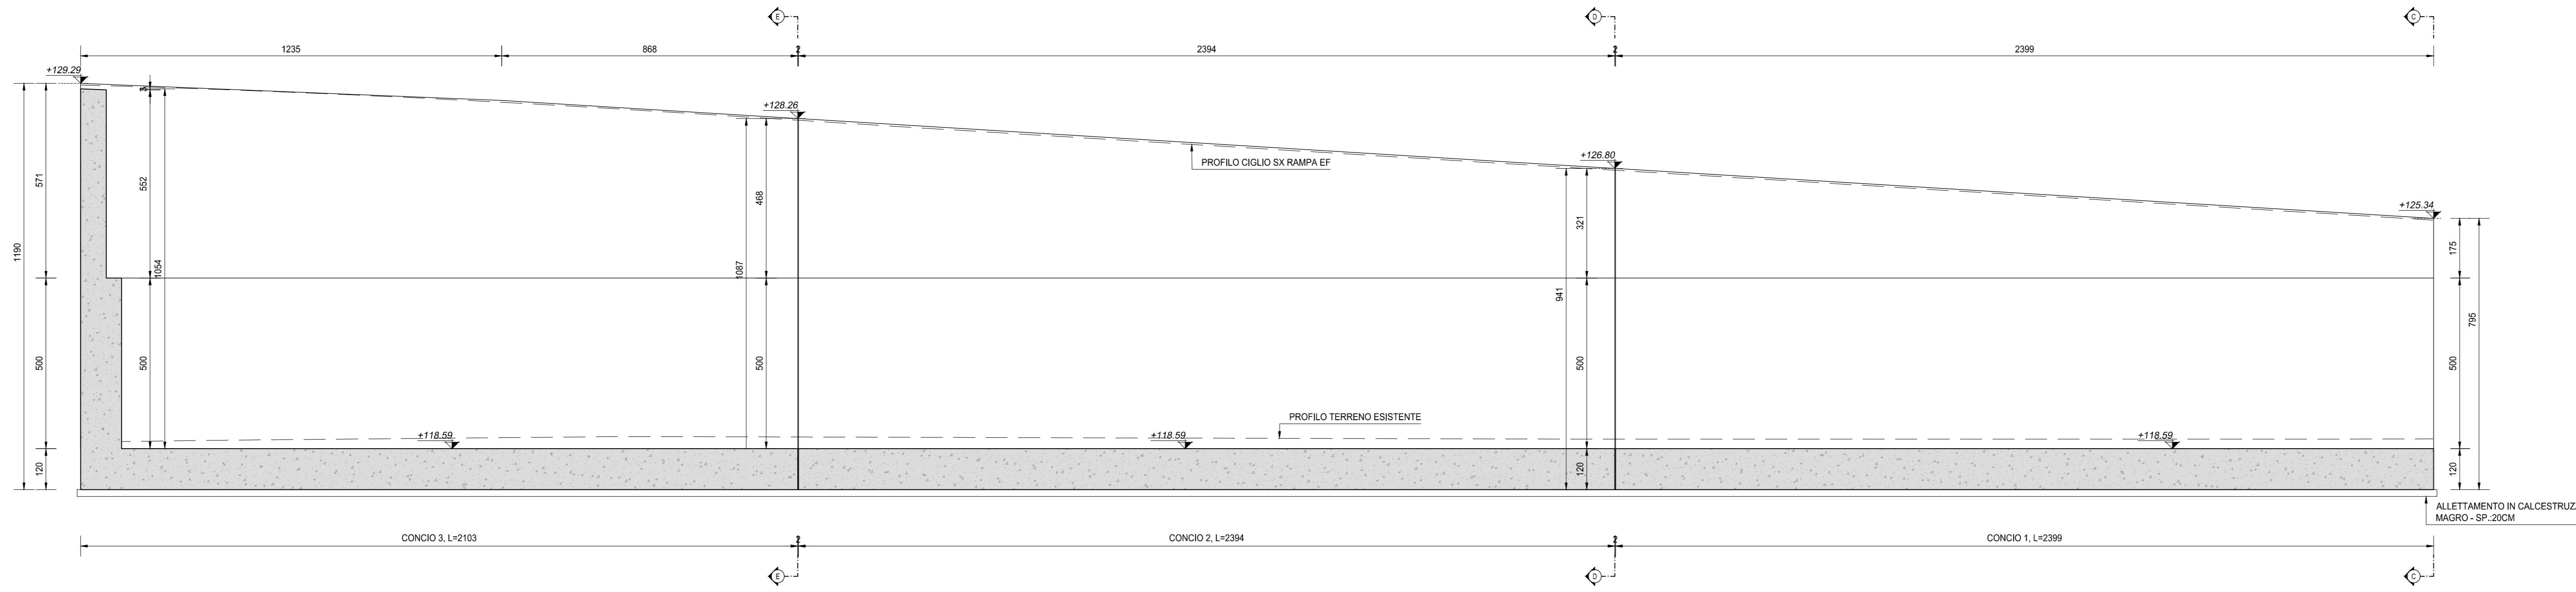 E
D
C
1235
868
2
2394
2
2399
+129.29
+128.26
+126.80
+125.34
PROFILO CIGLIO SX RAMPA EF
1190
571
500
120
3
552
500
1054
1087
468
500
941
321
500
120
175
500
120
795
PROFILO TERRENO ESISTENTE
+118.59
+118.59
+118.59
ALLETTAMENTO IN CALCESTRUZ
MAGRO - SP.:20CM
CONCIO 3, L=2103
2
CONCIO 2, L=2394
2
CONCIO 1, L=2399
E
D
C